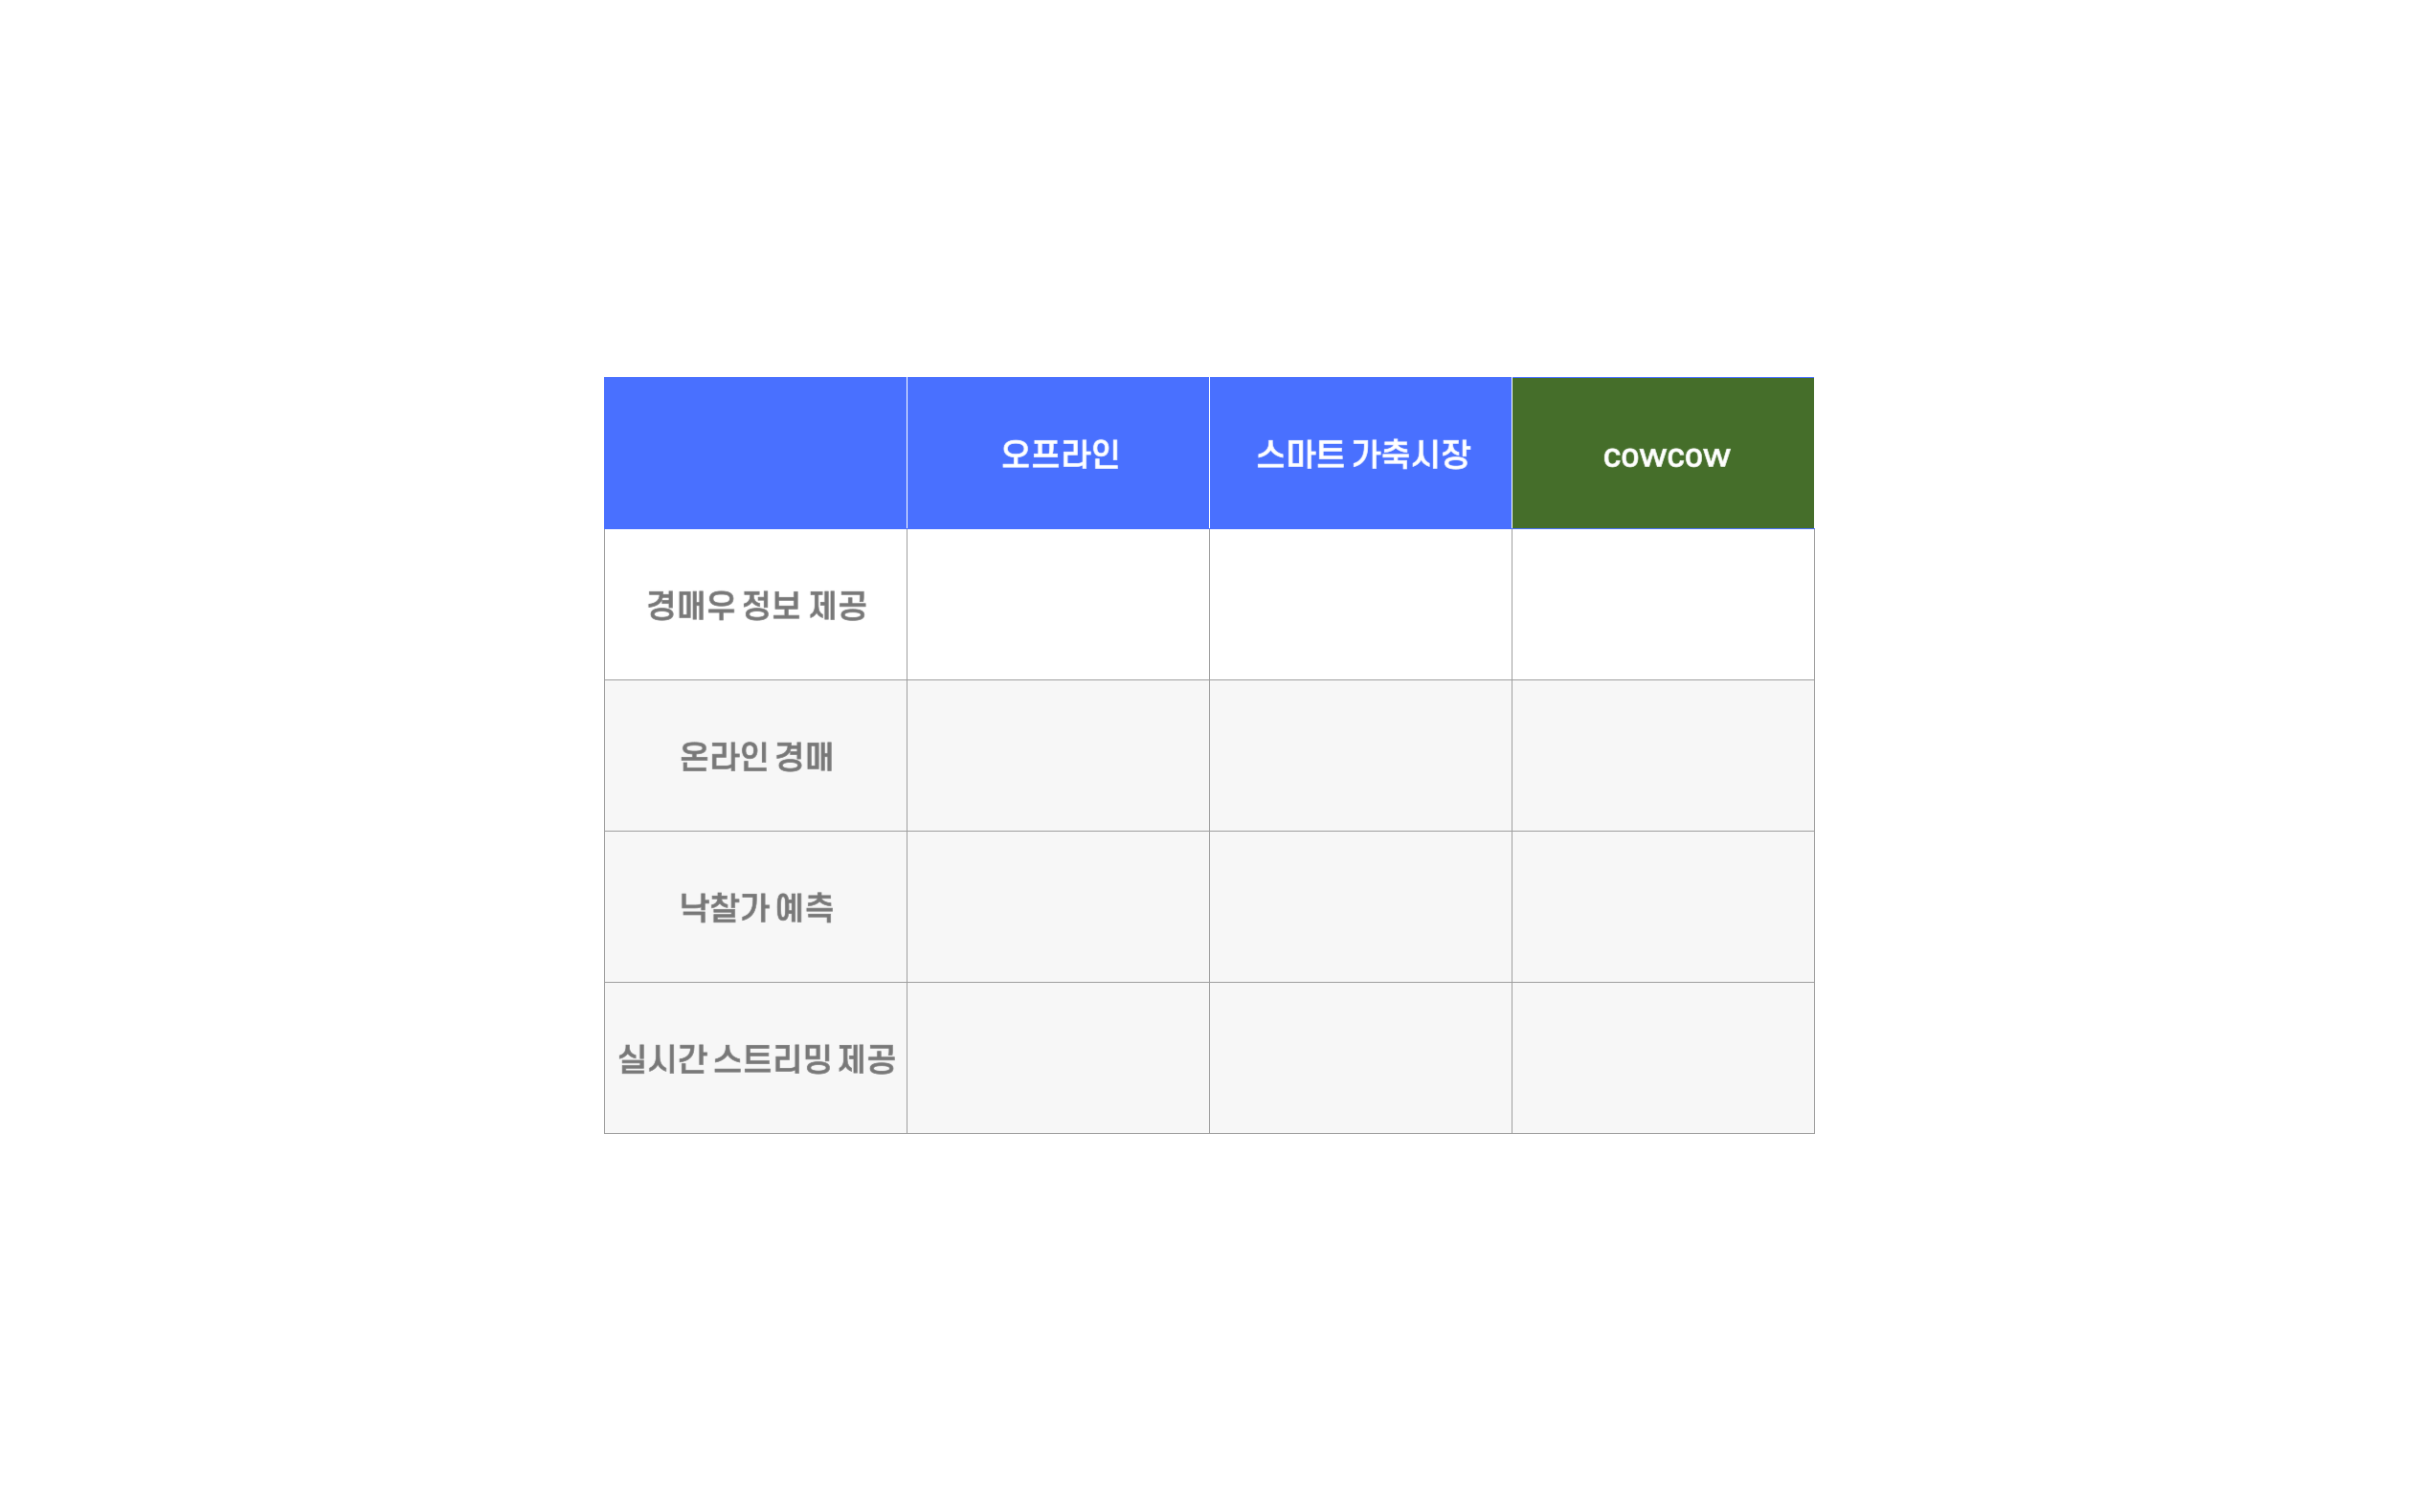 오프라인 스마트 가축시장 cowcow
경매우 정보 제공
온라인 경매
낙찰가 예측
실시간 스트리밍 제공